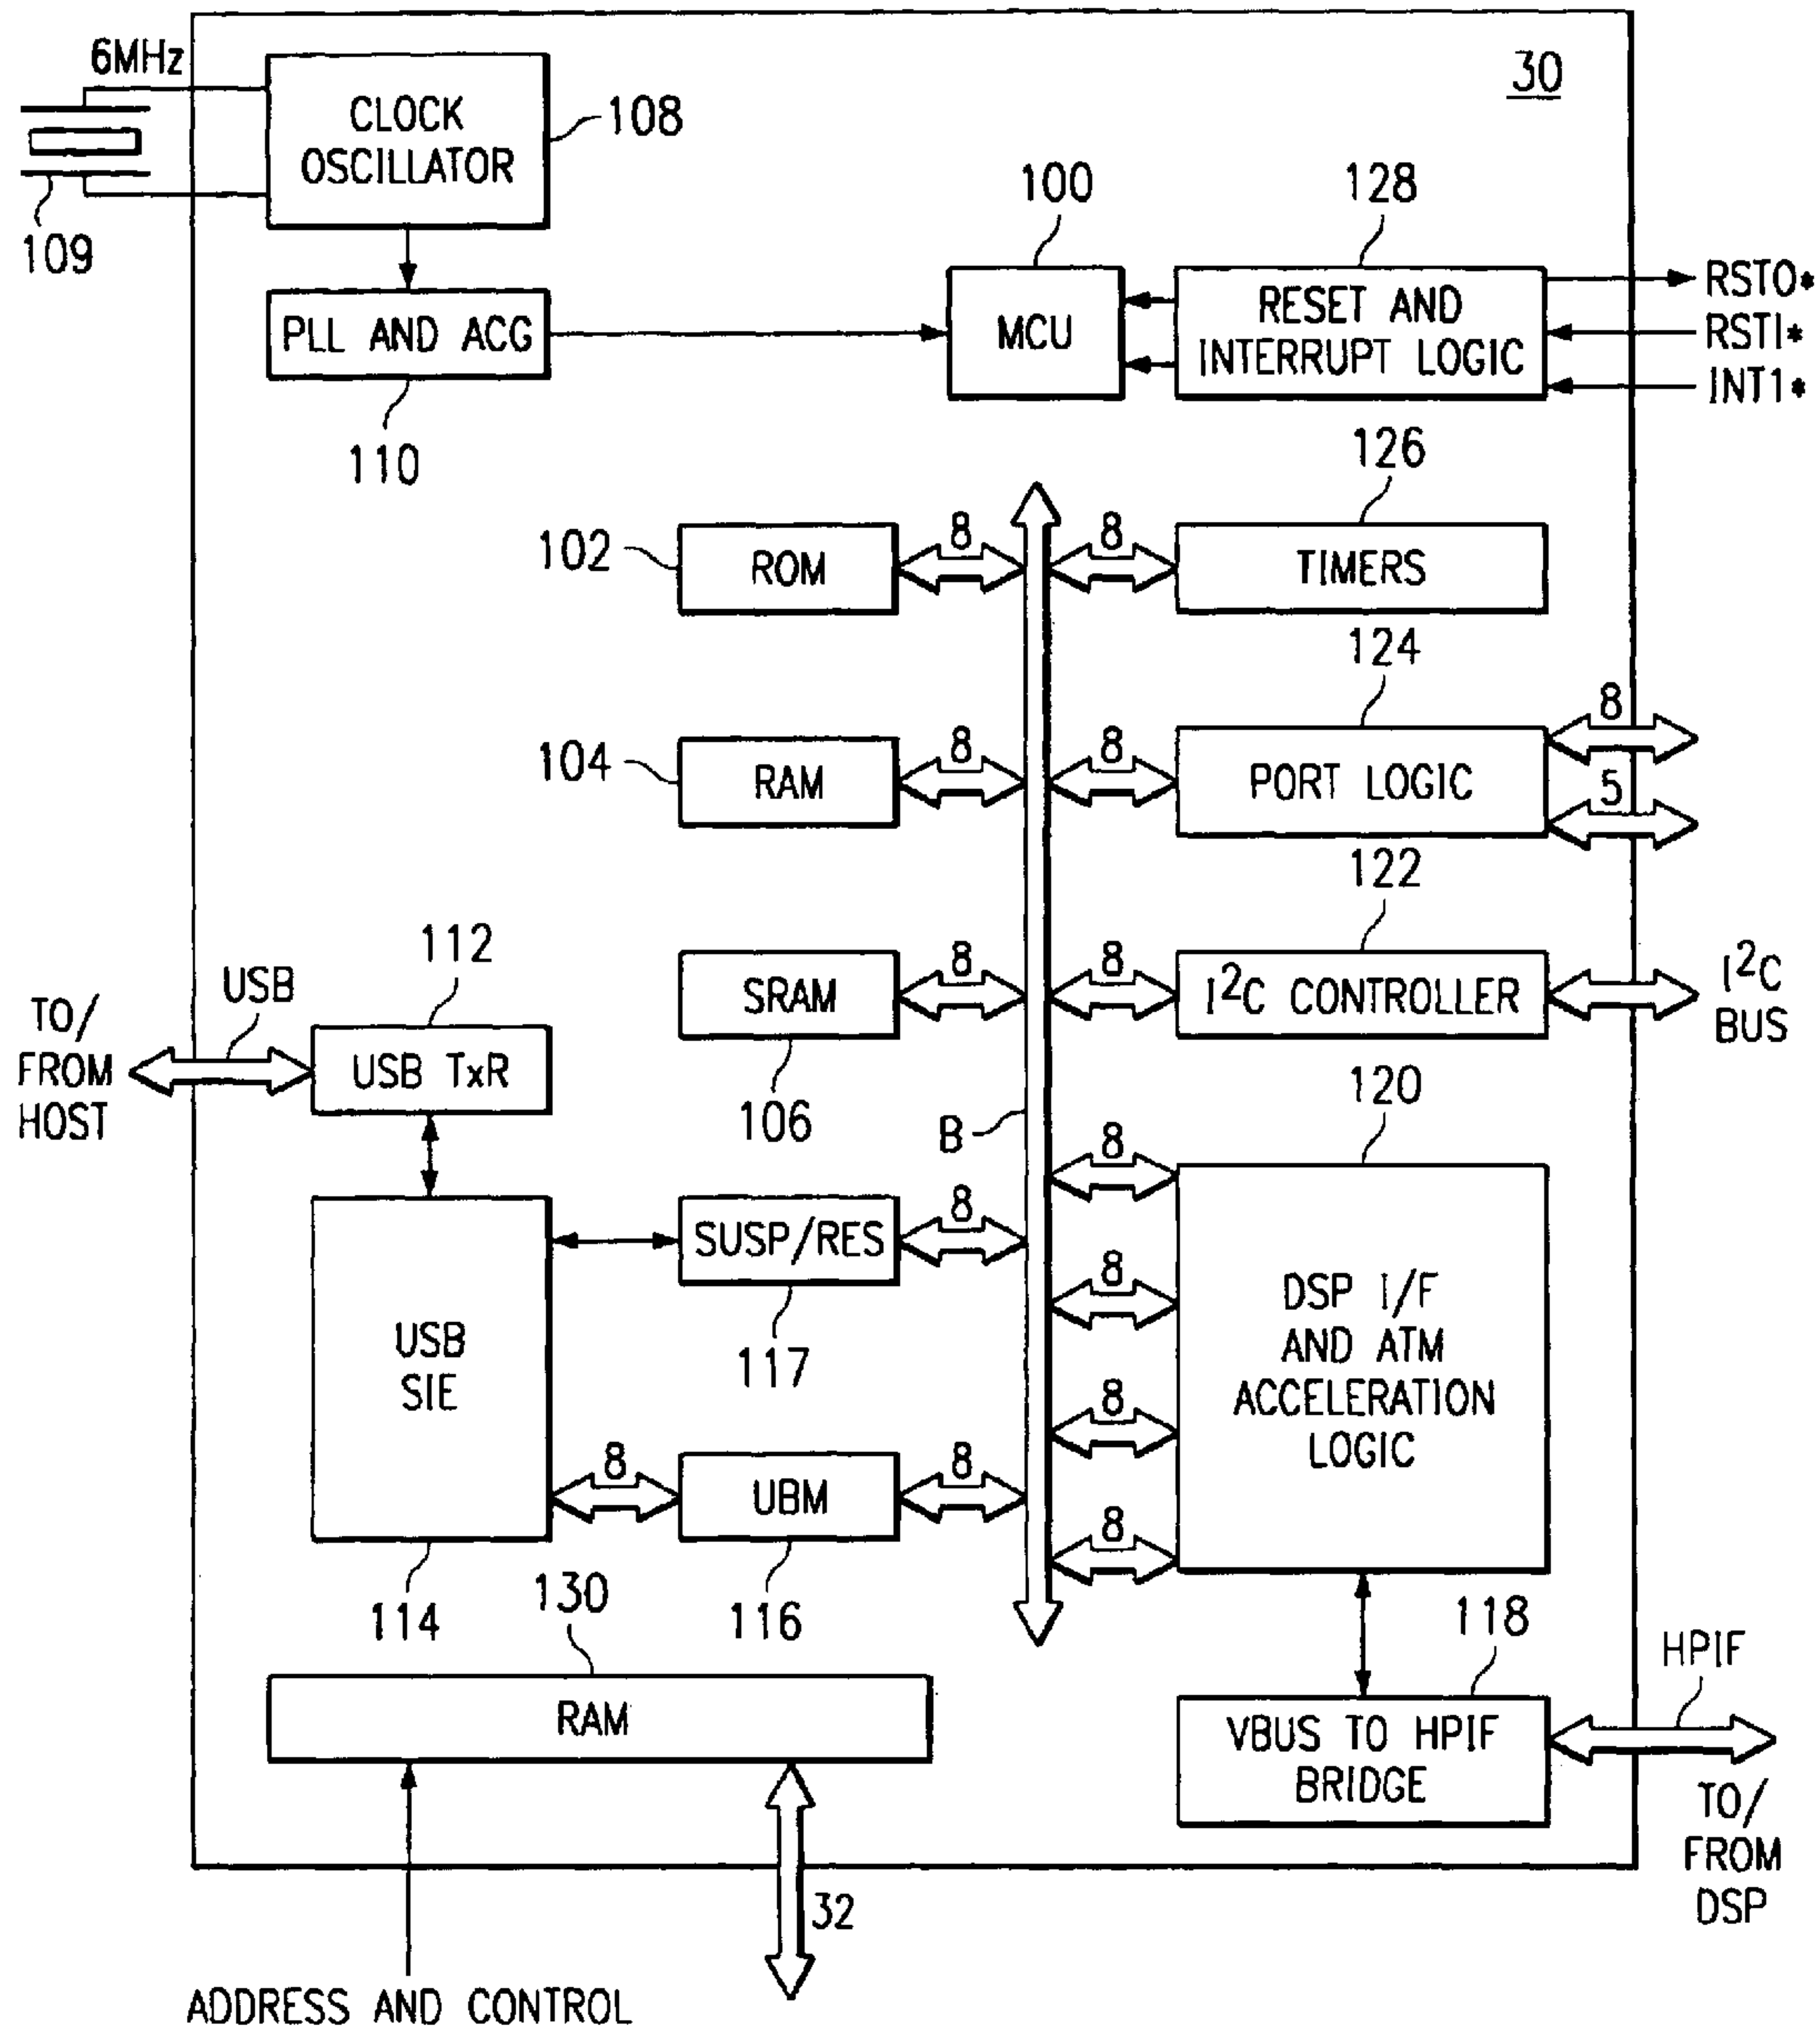 6MHz
30
CLOCK
OSCILLATOR
108
109
100
128
RSTO*
RSTI*
INT1*
MCU
RESET AND
INTERRUPT LOGIC
PLL AND ACG
110
126
102
ROM
8
8
TIMERS
124
104
RAM
8
8
PORT LOGIC
8
5
122
112
USB
TO/
FROM
HOST
SRAM
8
8
I²C CONTROLLER
I²C
BUS
USB TxR
106
B
120
8
SUSP/RES
8
117
USB
SIE
8
DSP I/F
AND ATM
ACCELERATION
LOGIC
8
8
UBM
8
8
114
130
116
118
HPIF
RAM
VBUS TO HPIF
BRIDGE
TO/
FROM
DSP
32
ADDRESS AND CONTROL